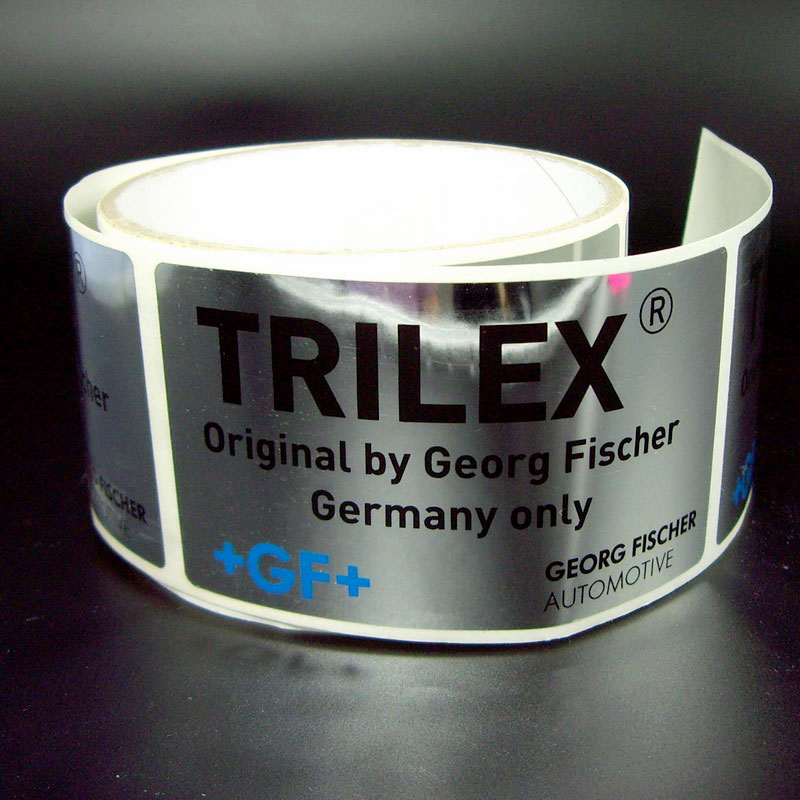 TRILEX®
Original by Georg Fischer
Germany only
+GF+
GEORG FISCHER
AUTOMOTIVE